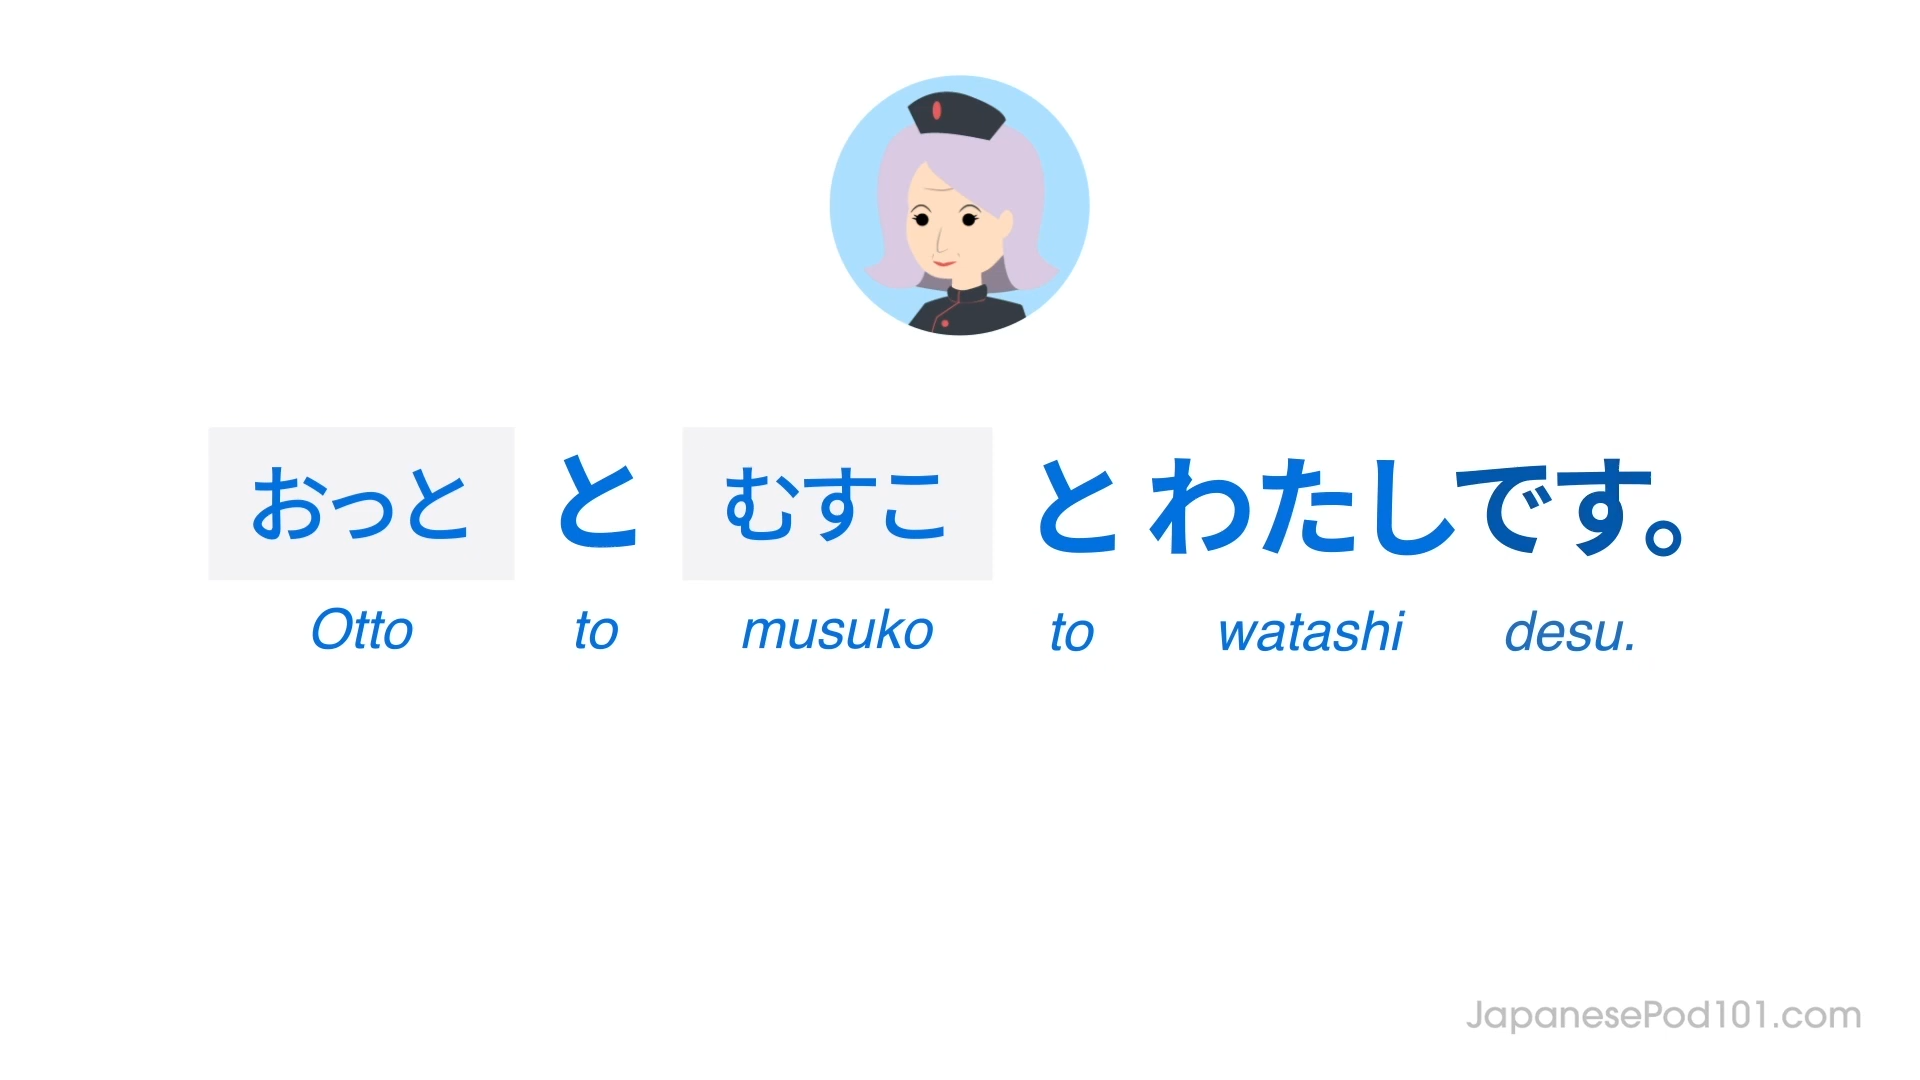 おっと と むすこ と わたしです。
Otto to musuko to watashi desu.
JapanesePod101.com